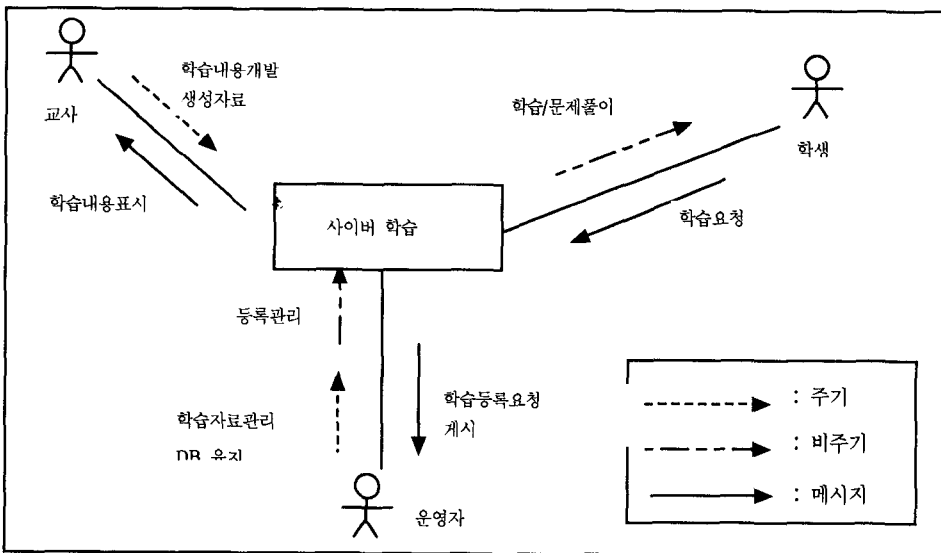 학습내용개발
생성자료
교사
학습/문제풀이
학생
학습내용표시
사이버 학습
학습요청
등록관리
학습등록요청
게시
학습자료관리
DB 유지
운영자
: 주기
: 비주기
: 메시지